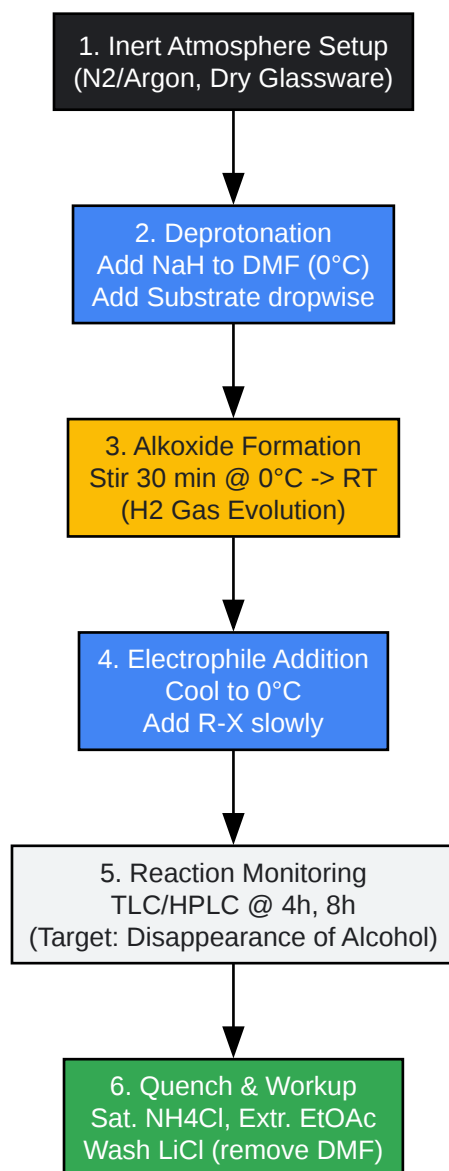 1. Inert Atmosphere Setup
(N2/Argon, Dry Glassware)
2. Deprotonation
Add NaH to DMF (0°C)
Add Substrate dropwise
3. Alkoxide Formation
Stir 30 min @ 0°C -> RT
(H2 Gas Evolution)
4. Electrophile Addition
Cool to 0°C
Add R-X slowly
5. Reaction Monitoring
TLC/HPLC @ 4h, 8h
(Target: Disappearance of Alcohol)
6. Quench & Workup
Sat. NH4Cl, Extr. EtOAc
Wash LiCl (remove DMF)